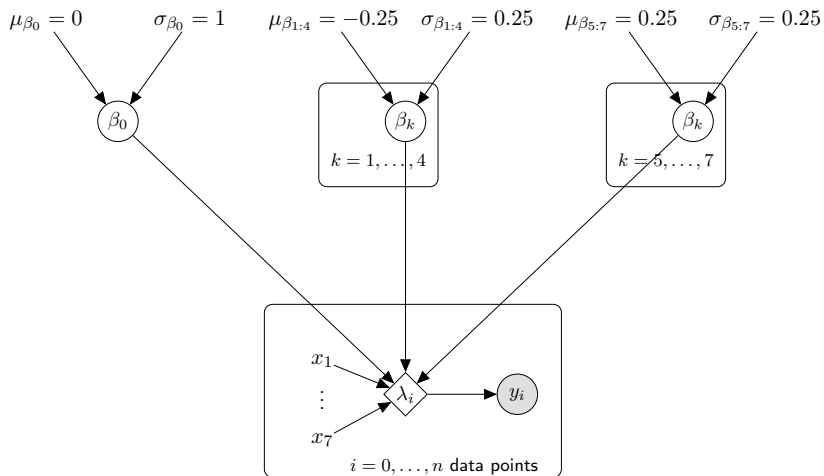 μ_{β_0} = 0 σ_{β_0} = 1 μ_{β_{1:4}} = −0.25 σ_{β_{1:4}} = 0.25 μ_{β_{5:7}} = 0.25 σ_{β_{5:7}} = 0.25
β_0 β_k β_k
k = 1, . . . , 4 k = 5, . . . , 7
x_1
λ_i y_i
⋮
x_7
i = 0, . . . , n data points